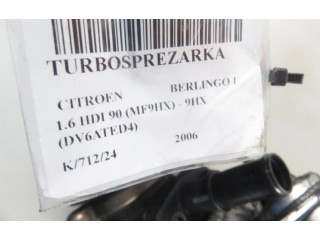 TURBOSPREZARKA
CITROEN BERLINGO I
1.6 HDI 90 (MF9HX) - 9HX
(DV6ATED4) 2006
K/712/24